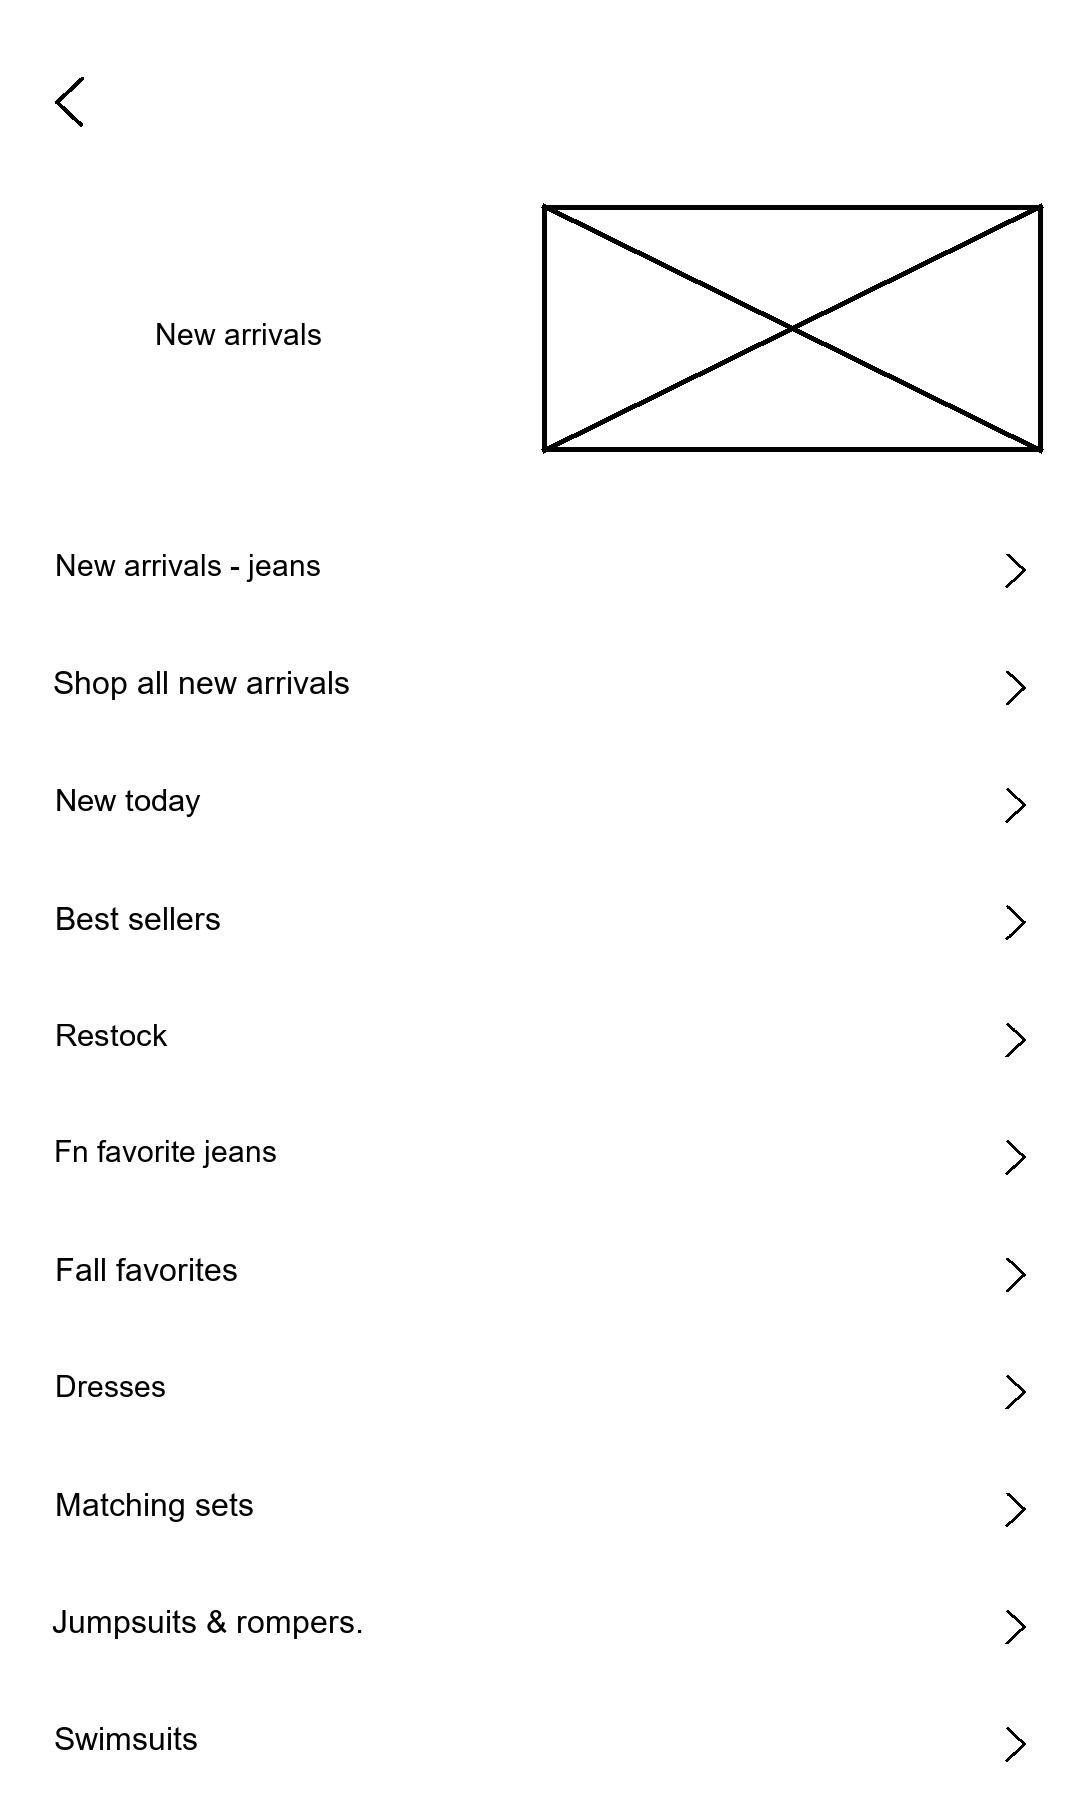 New arrivals
New arrivals - jeans
Shop all new arrivals
New today
Best sellers
Restock
Fn favorite jeans
Fall favorites
Dresses
Matching sets
Jumpsuits & rompers.
Swimsuits